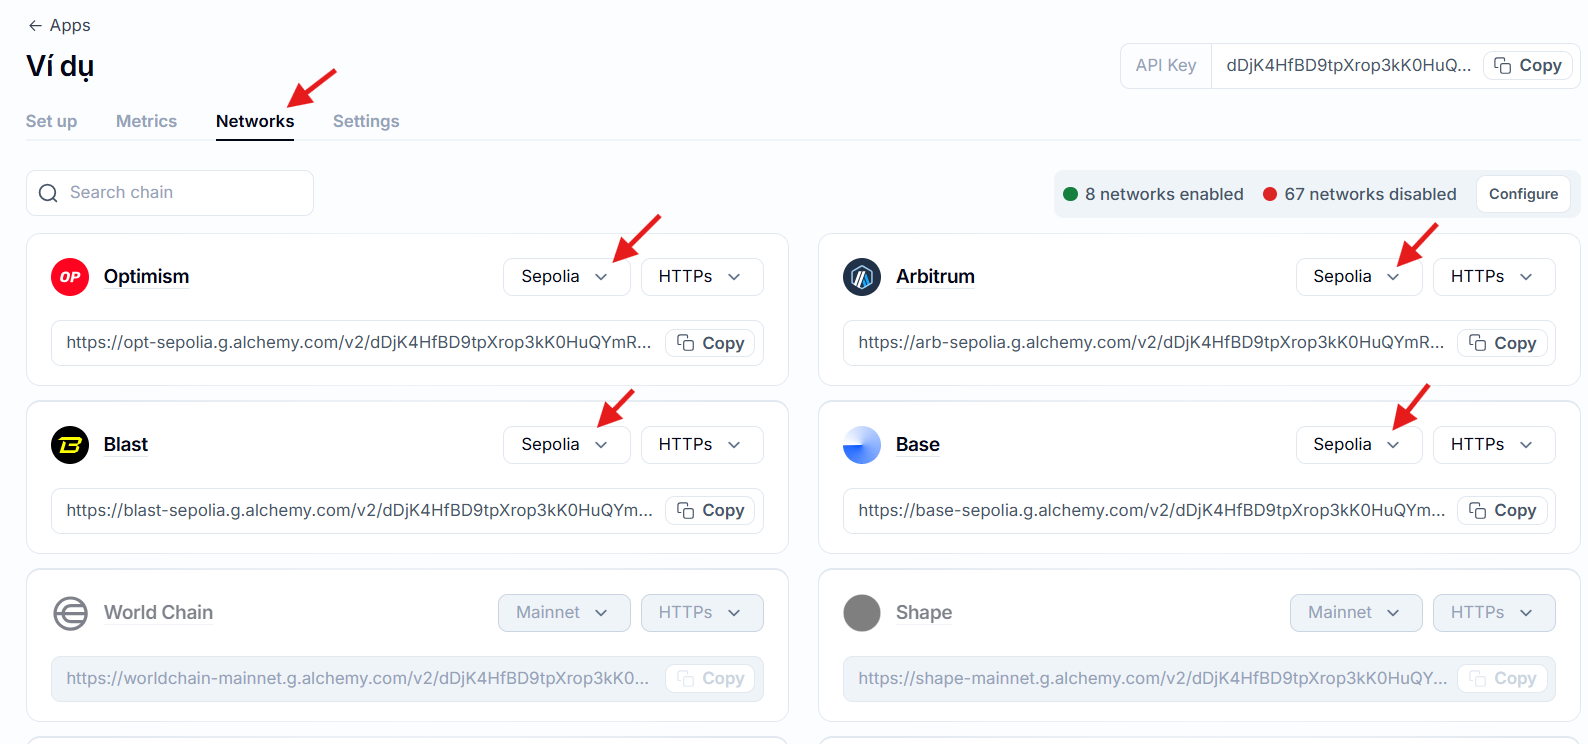 ← Apps
Ví dụ
API Key dDjK4HfBD9tpXrop3kK0HuQ... Copy
Set up Metrics Networks Settings
Search chain
8 networks enabled 67 networks disabled Configure
OP Optimism Sepolia HTTPs
https://opt-sepolia.g.alchemy.com/v2/dDjK4HfBD9tpXrop3kK0HuQYmR... Copy
Arbitrum Sepolia HTTPs
https://arb-sepolia.g.alchemy.com/v2/dDjK4HfBD9tpXrop3kK0HuQYmR... Copy
Blast Sepolia HTTPs
https://blast-sepolia.g.alchemy.com/v2/dDjK4HfBD9tpXrop3kK0HuQYm... Copy
Base Sepolia HTTPs
https://base-sepolia.g.alchemy.com/v2/dDjK4HfBD9tpXrop3kK0HuQYm... Copy
World Chain Mainnet HTTPs
https://worldchain-mainnet.g.alchemy.com/v2/dDjK4HfBD9tpXrop3kK0... Copy
Shape Mainnet HTTPs
https://shape-mainnet.g.alchemy.com/v2/dDjK4HfBD9tpXrop3kK0HuQY... Copy